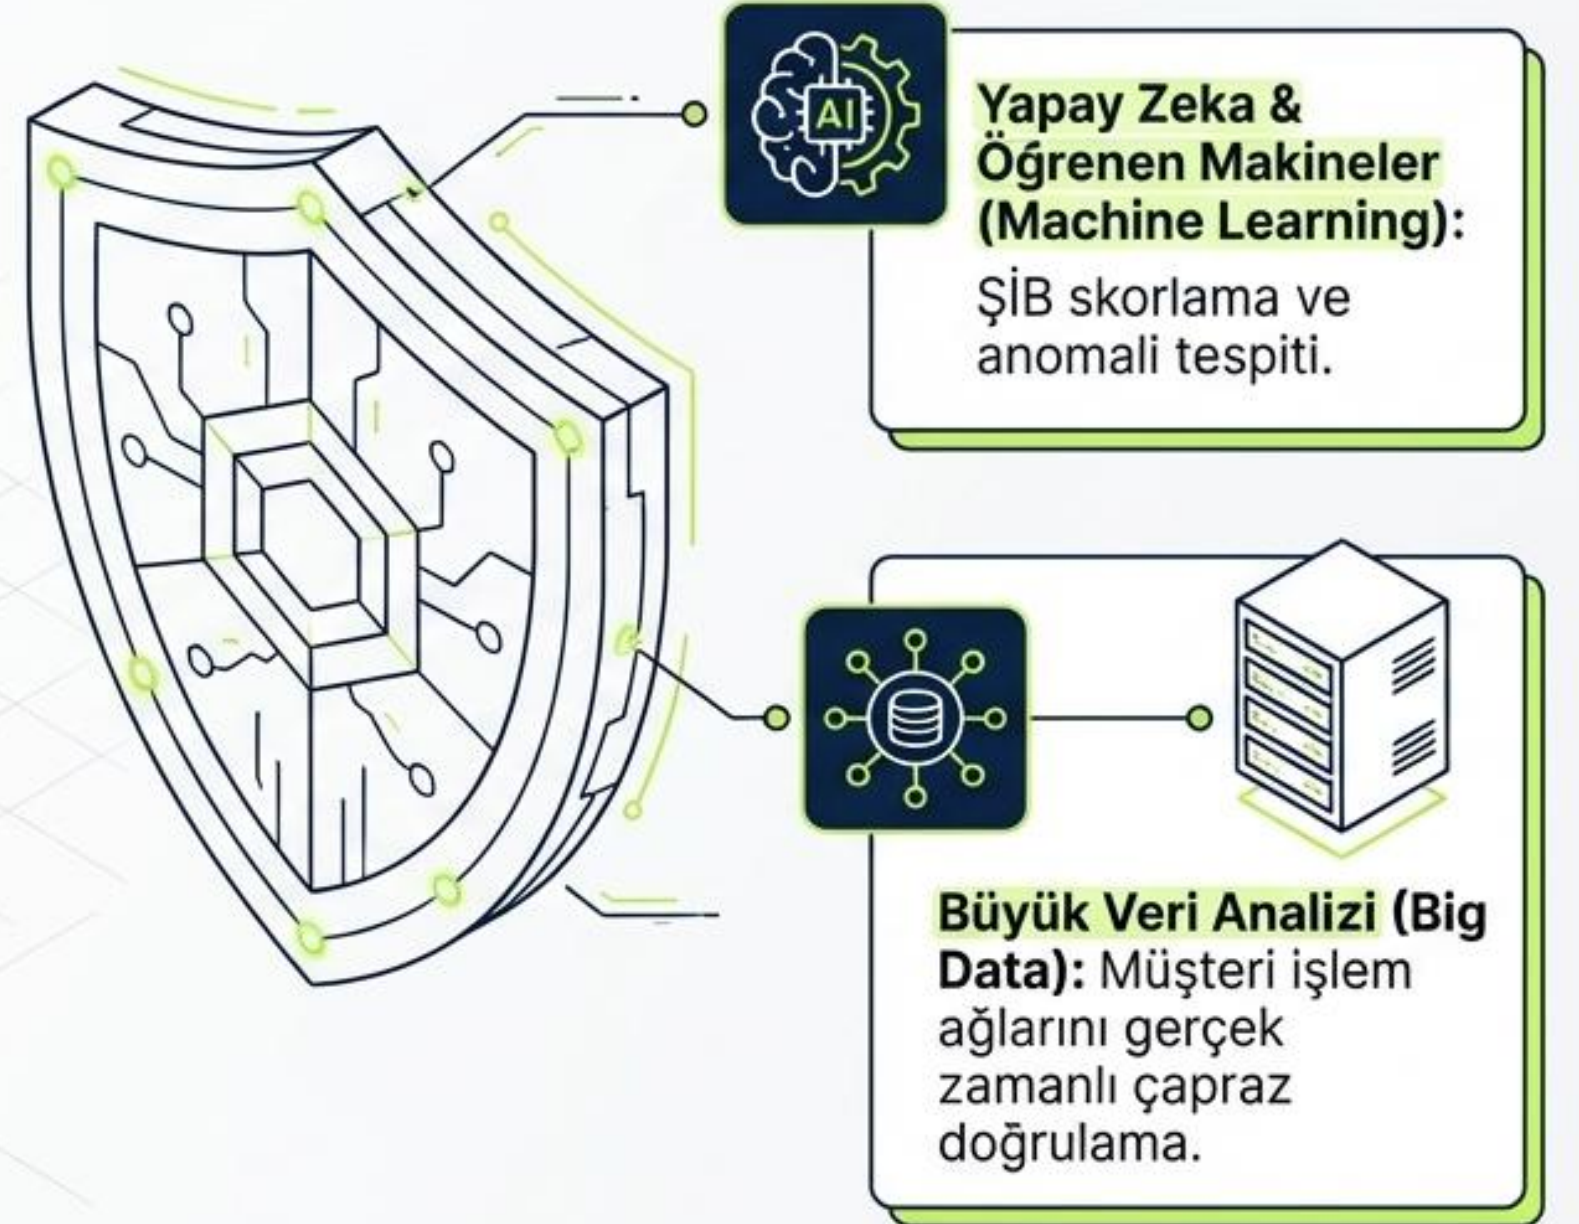 AI
Yapay Zeka &
Öğrenen Makineler
(Machine Learning):
ŞİB skorlama ve
anomali tespiti.
Büyük Veri Analizi (Big
Data): Müşteri işlem
ağlarını gerçek
zamanlı çapraz
doğrulama.